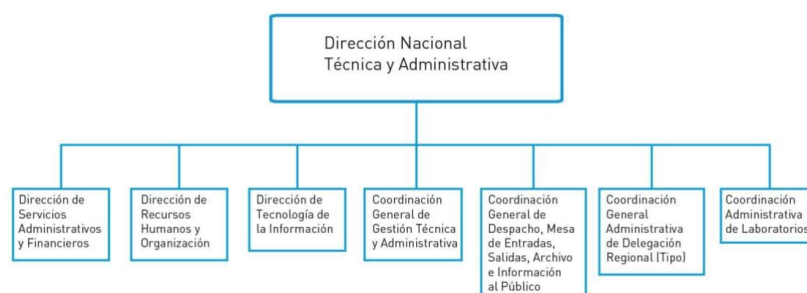 Dirección Nacional
Técnica y Administrativa
Dirección de
Servicios
Administrativos
y Financieros
Dirección de
Recursos
Humanos y
Organización
Dirección de
Tecnología de
la Información
Coordinación
General de
Gestión Técnica
y Administrativa
Coordinación
General de
Despacho, Mesa
de Entradas,
Salidas, Archivo
e Información
al Público
Coordinación
General
Administrativa
de Delegación
Regional (Tipo)
Coordinación
Administrativa
de Laboratorios